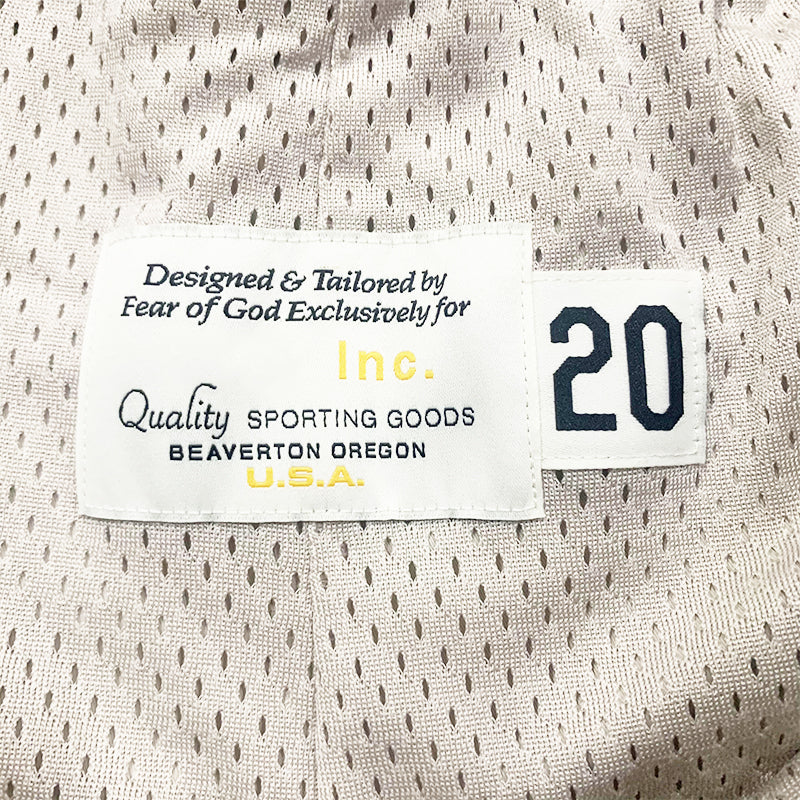 Designed & Tailored by
Fear of God Exclusively for
Inc.
Quality SPORTING GOODS
BEAVERTON OREGON
U.S.A.
20